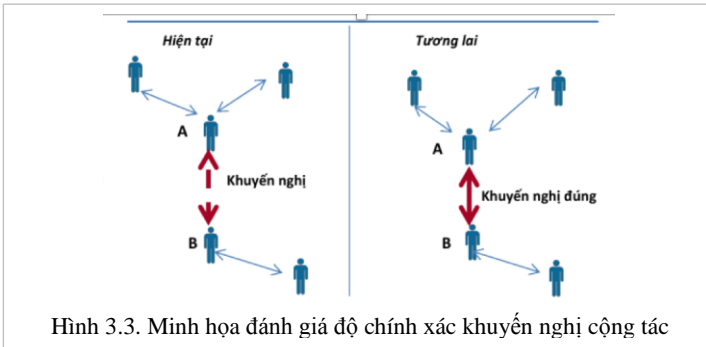 Hiện tại
Tương lai
A
Khuyến nghị
B
A
Khuyến nghị đúng
B
Hình 3.3. Minh họa đánh giá độ chính xác khuyến nghị cộng tác